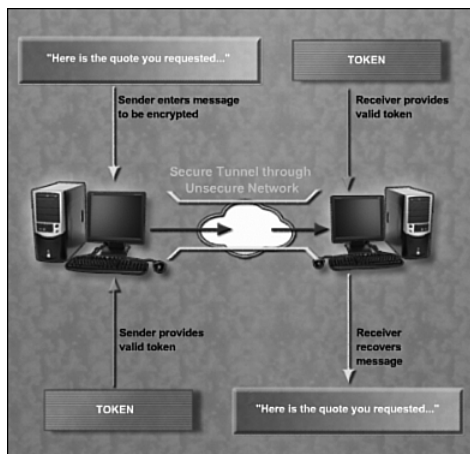 "Here is the quote you requested..."
TOKEN
Sender enters message
to be encrypted
Receiver provides
valid token
Secure Tunnel through
Unsecure Network
Sender provides
valid token
Receiver
recovers
message
TOKEN
"Here is the quote you requested..."